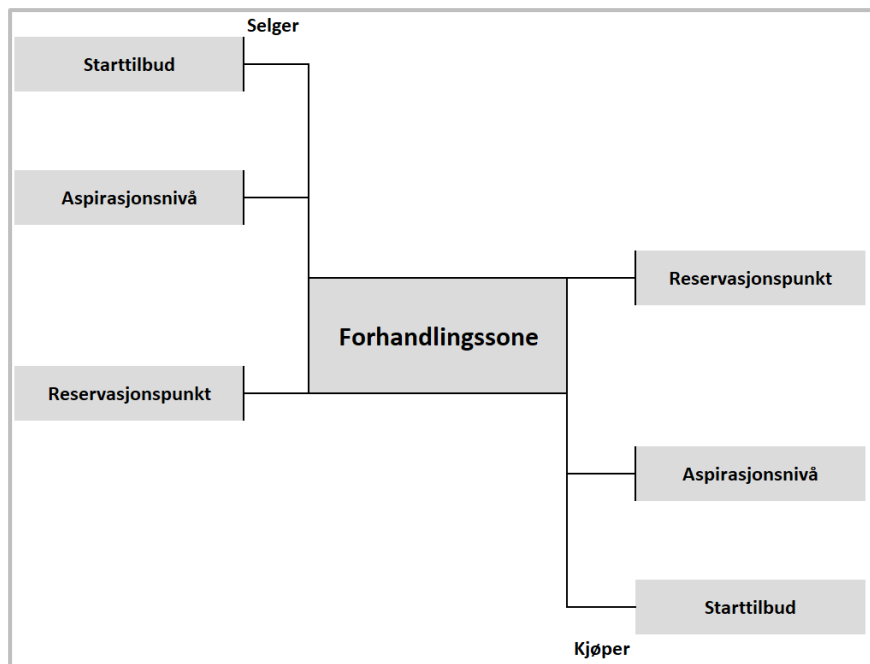 Selger
Starttilbud
Aspirasjonsnivå
Reservasjonspunkt
Forhandlingssone
Reservasjonspunkt
Aspirasjonsnivå
Starttilbud
Kjøper